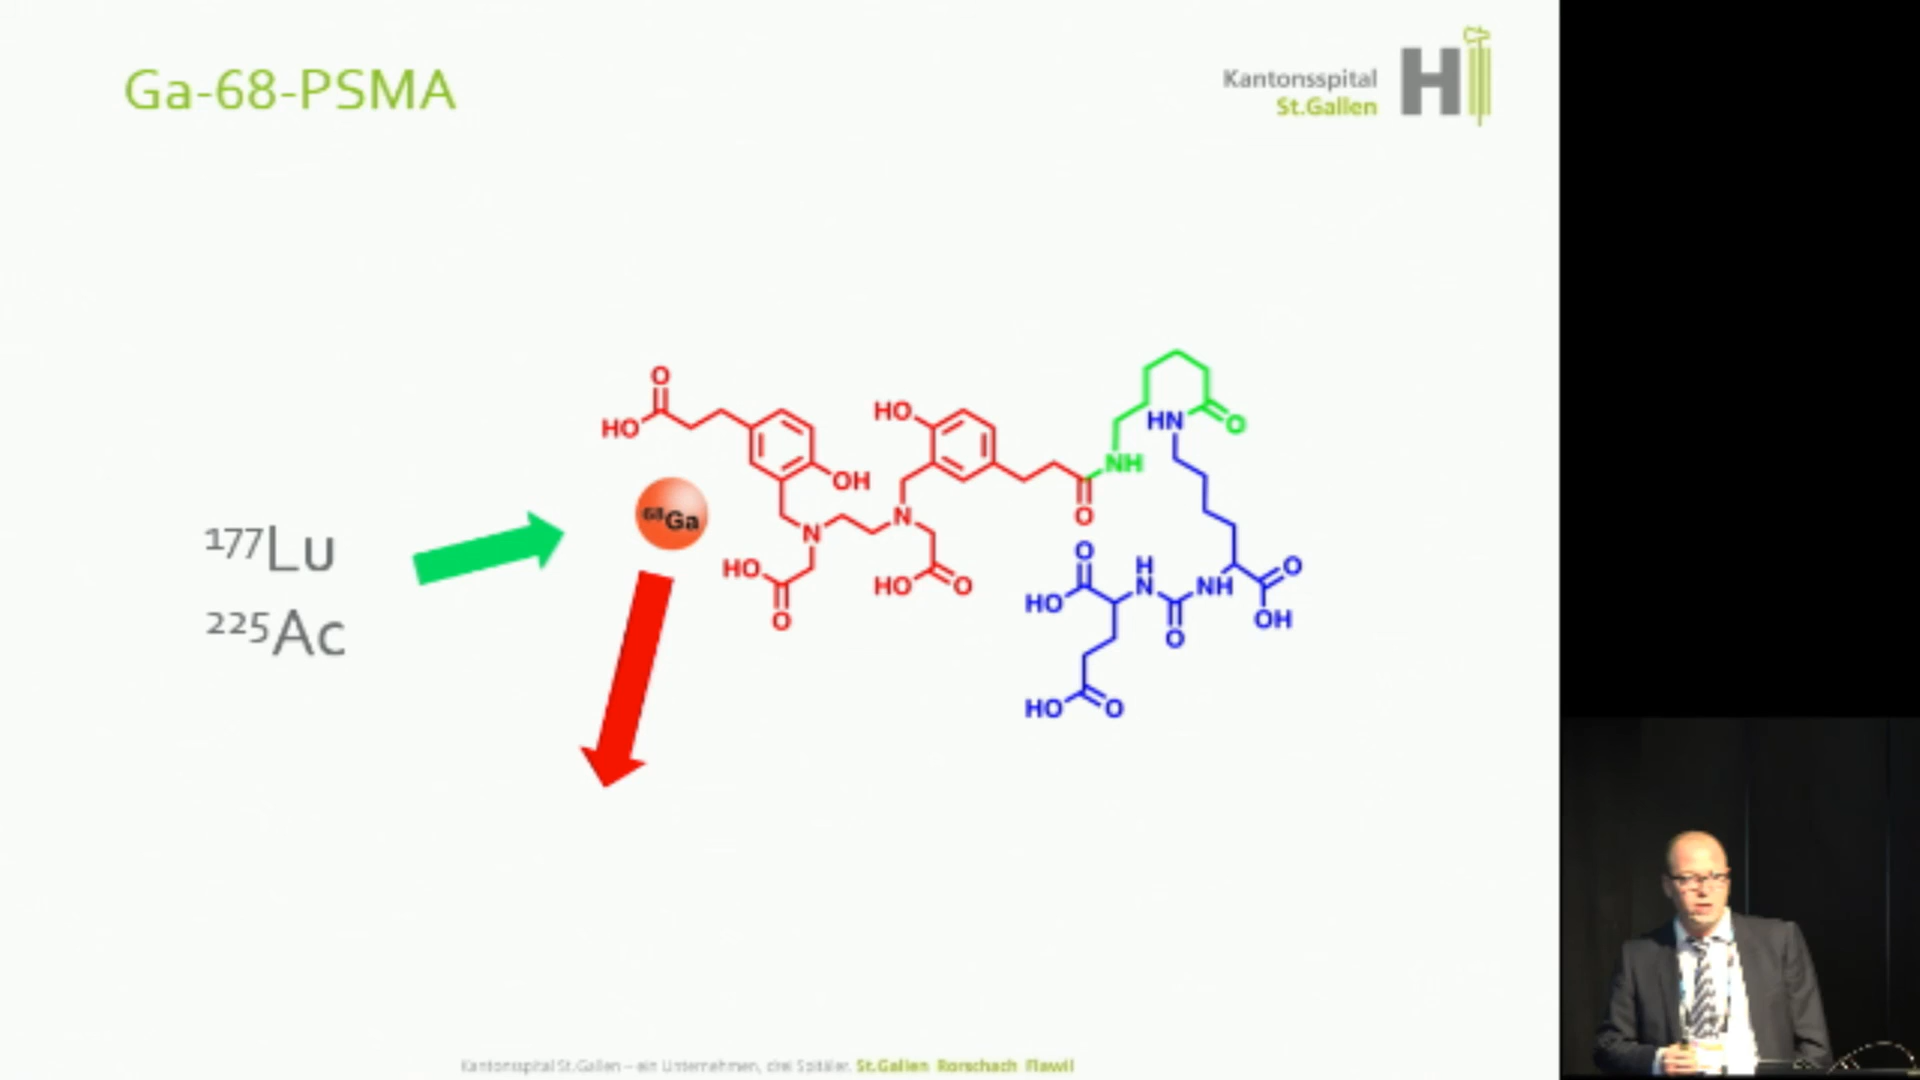 Ga-68-PSMA
Kantonsspital
St.Gallen
¹⁷⁷Lu
²²⁵Ac
⁶⁸Ga
O
HO
OH
N
HO
O
HO
N
HO
O
O
NH
HN
O
O
HO
H
N
O
NH
O
OH
HO
O
Kantonsspital St.Gallen – ein Unternehmen, drei Spitäler. St.Gallen Rorschach Flawil